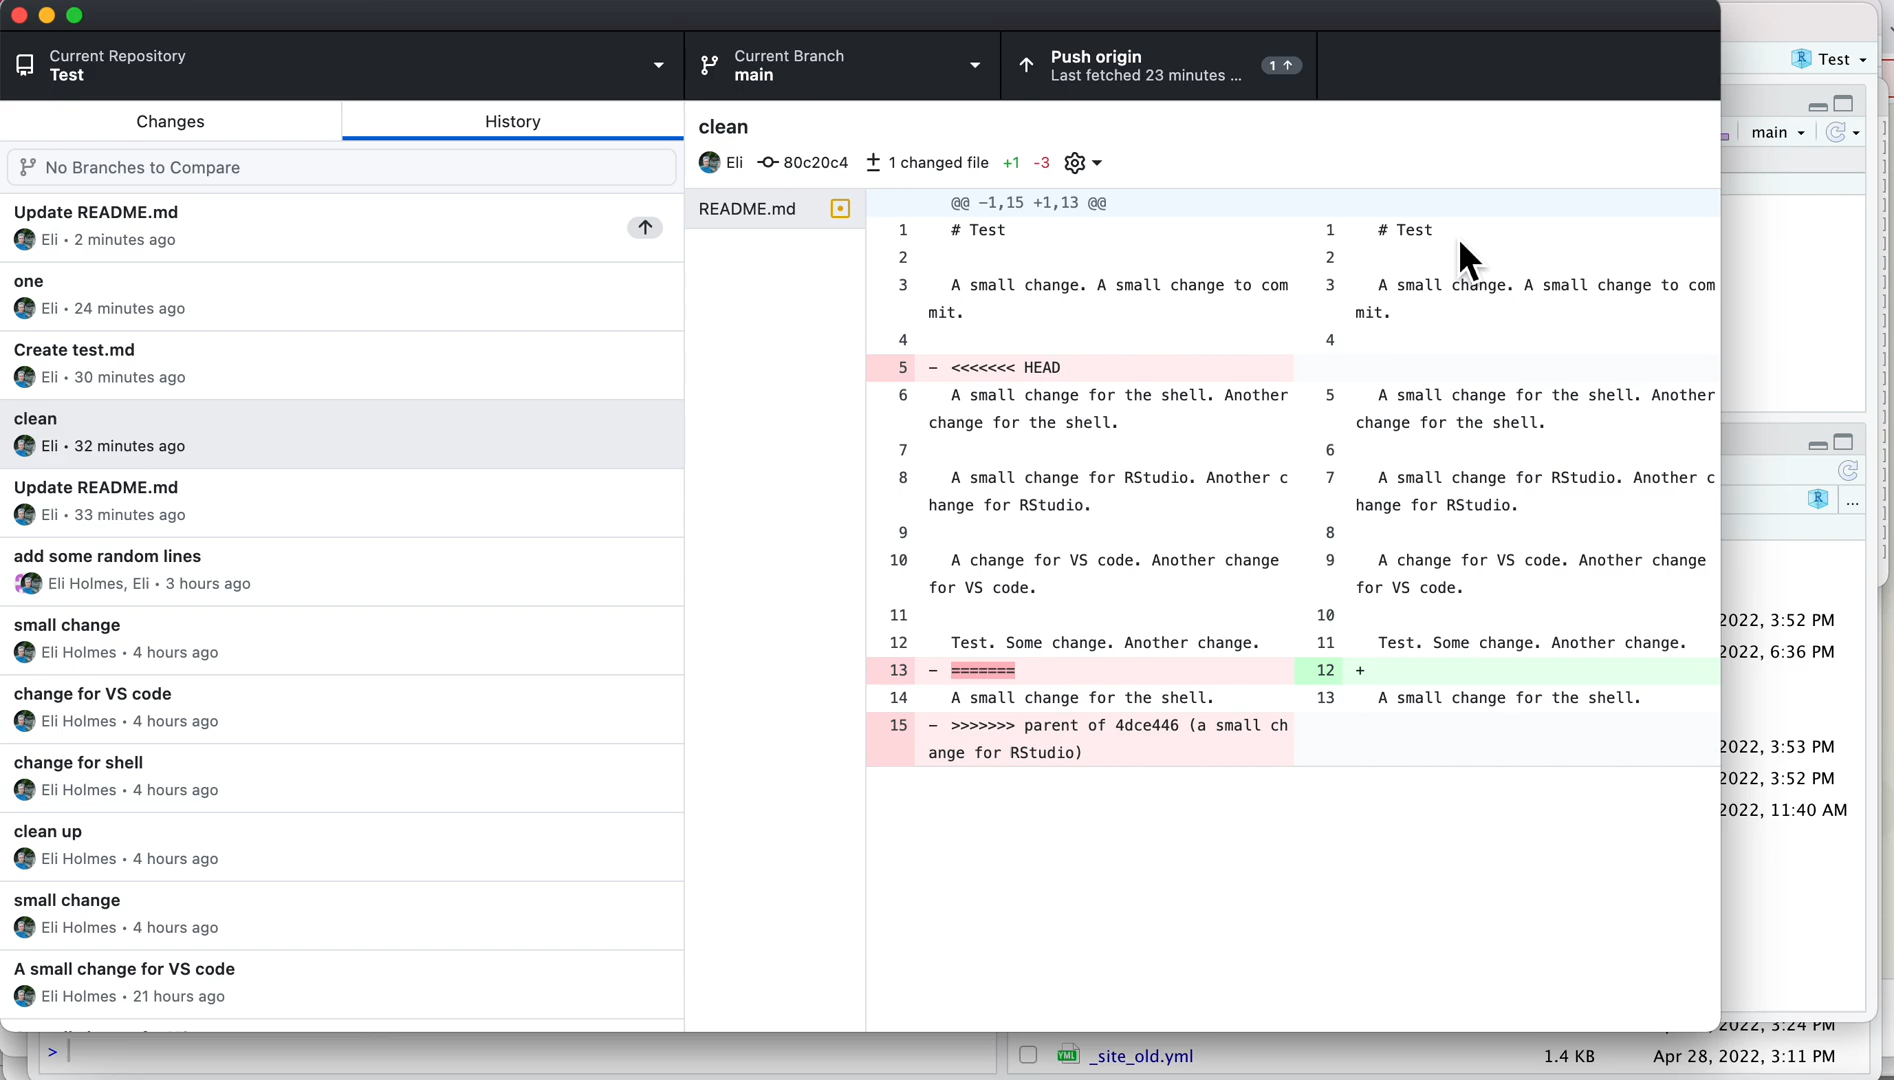 Current Repository
Test
Current Branch
main
Push origin
Last fetched 23 minutes ...
1
Test
Changes
History
No Branches to Compare
Update README.md
Eli • 2 minutes ago
one
Eli • 24 minutes ago
Create test.md
Eli • 30 minutes ago
clean
Eli • 32 minutes ago
Update README.md
Eli • 33 minutes ago
add some random lines
Eli Holmes, Eli • 3 hours ago
small change
Eli Holmes • 4 hours ago
change for VS code
Eli Holmes • 4 hours ago
change for shell
Eli Holmes • 4 hours ago
clean up
Eli Holmes • 4 hours ago
small change
Eli Holmes • 4 hours ago
A small change for VS code
Eli Holmes • 21 hours ago
clean
Eli 80c20c4 1 changed file +1 -3
README.md
@@ -1,15 +1,13 @@
1 # Test
2
3 A small change. A small change to com
mit.
4
5 - <<<<<<< HEAD
6 A small change for the shell. Another
change for the shell.
7
8 A small change for RStudio. Another c
hange for RStudio.
9
10 A change for VS code. Another change
for VS code.
11
12 Test. Some change. Another change.
13 - =======
14 A small change for the shell.
15 - >>>>>>> parent of 4dce446 (a small ch
ange for RStudio)
1 # Test
2
3 A small change. A small change to com
mit.
4
5 A small change for the shell. Another
change for the shell.
6
7 A small change for RStudio. Another c
hange for RStudio.
8
9 A change for VS code. Another change
for VS code.
10
11 Test. Some change. Another change.
12 +
13 A small change for the shell.
main
R
...
2022, 3:52 PM
2022, 6:36 PM
2022, 3:53 PM
2022, 3:52 PM
2022, 11:40 AM
2022, 3:24 PM
>
YML _site_old.yml 1.4 KB Apr 28, 2022, 3:11 PM